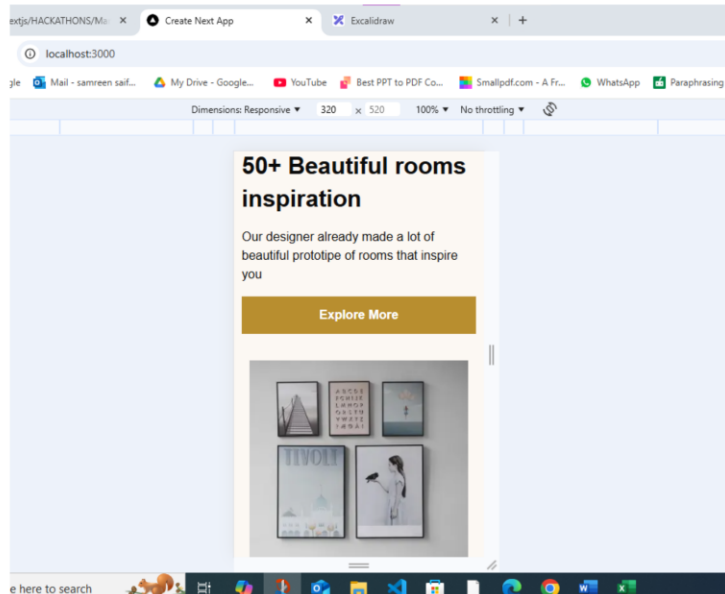 extjs/HACKATHONS/Ma
Create Next App
Excalidraw
localhost:3000
gle
Mail - samreen saif...
My Drive - Google...
YouTube
Best PPT to PDF Co...
Smallpdf.com - A Fr...
WhatsApp
Paraphrasing
Dimensions: Responsive ▼ 320 x 520 100% ▼ No throttling ▼
50+ Beautiful rooms
inspiration
Our designer already made a lot of
beautiful prototipe of rooms that inspire
you
Explore More
TIVOLI
e here to search